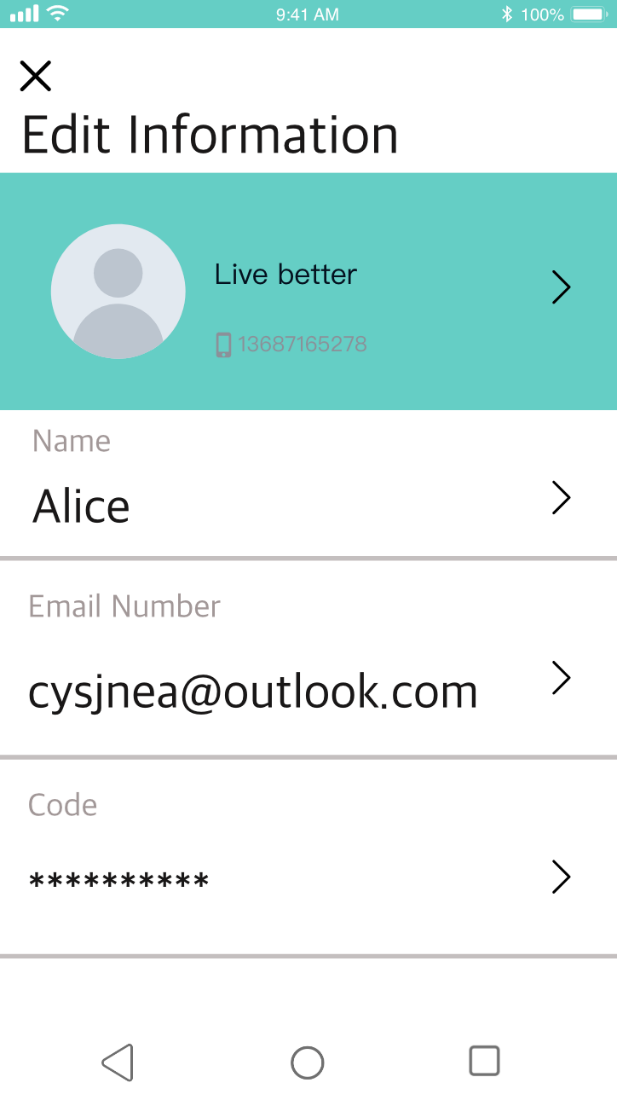 9:41 AM 100%
Edit Information
Live better
13687165278
Name
Alice
Email Number
cysjnea@outlook.com
Code
**********